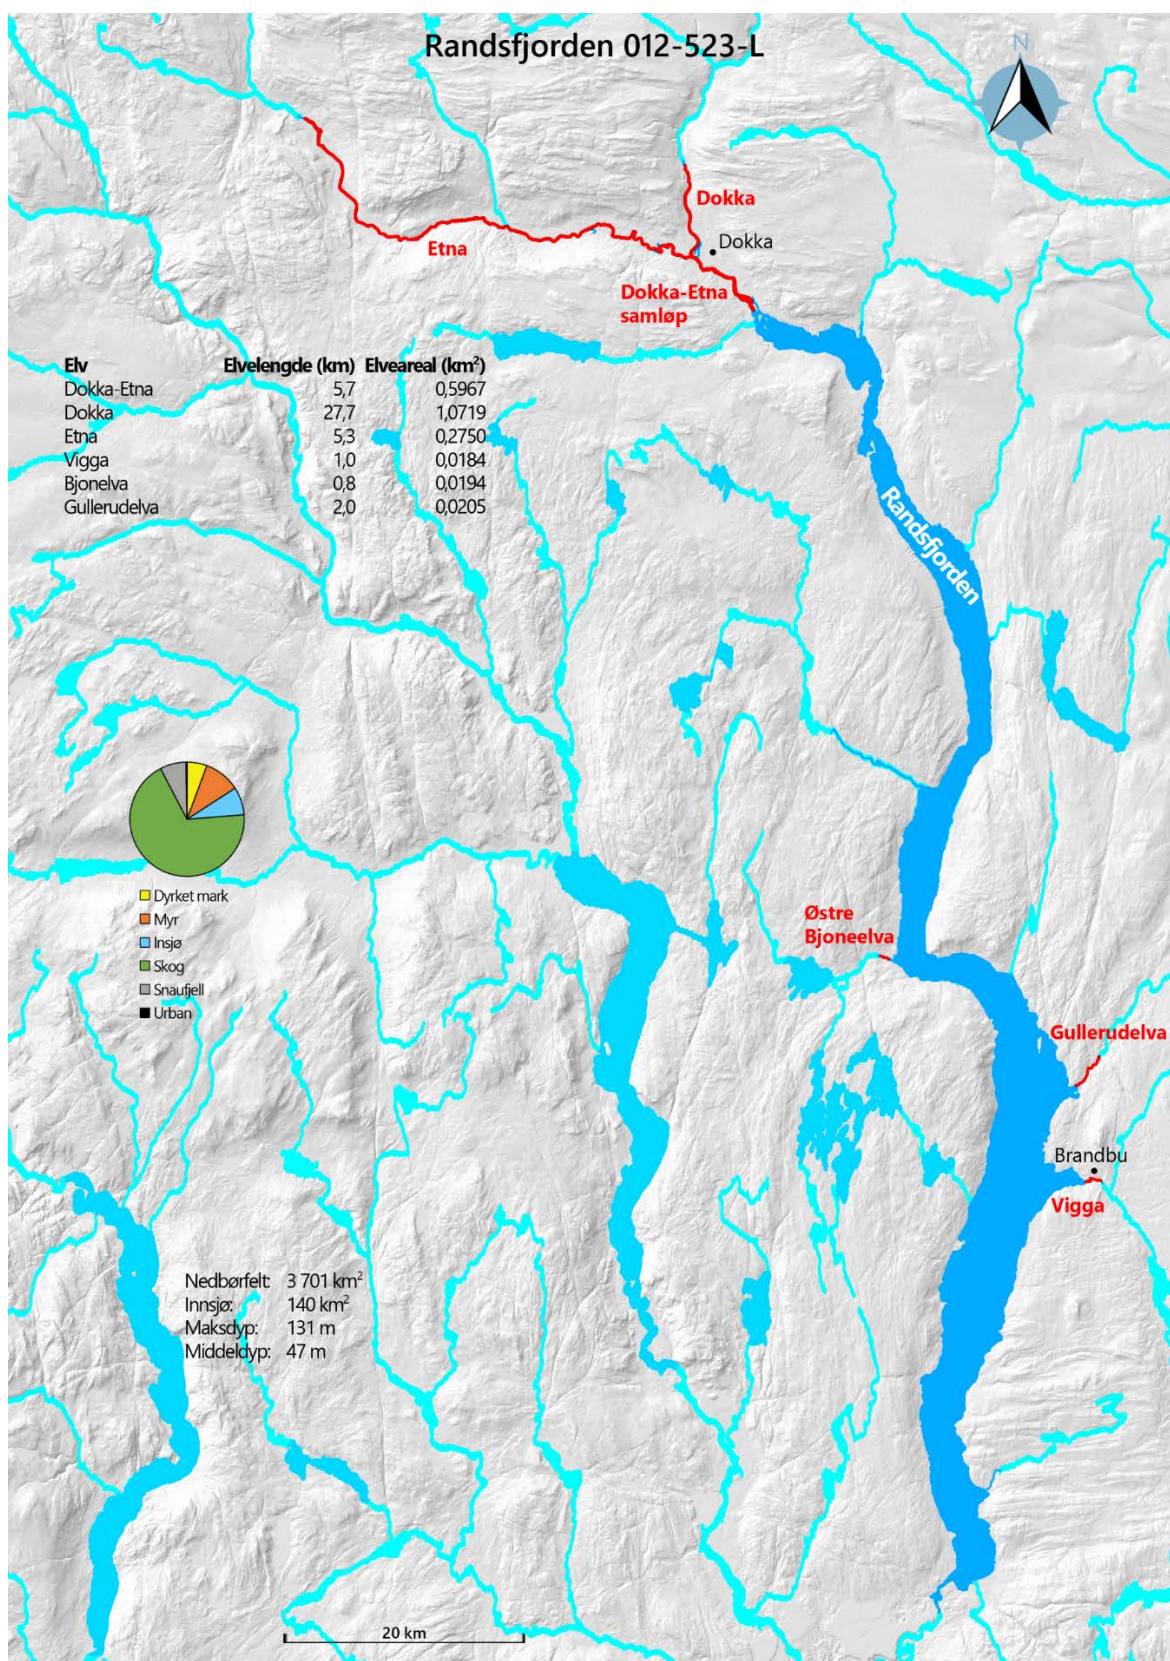 Randsfjorden 012-523-L
N
Dokka
Dokka
Etna
Dokka-Etna
samløp
Elv Elvelengde (km) Elveareal (km²)
Dokka-Etna 5,7 0,5967
Dokka 27,7 1,0719
Etna 5,3 0,2750
Vigga 1,0 0,0184
Bjonelva 0,8 0,0194
Gullerudelva 2,0 0,0205
Randsfjorden
Dyrket mark
Myr
Insjø
Skog
Snaufjell
Urban
Østre
Bjoneelva
Gullerudelva
Brandbu
Vigga
Nedbørfelt: 3 701 km²
Innsjø: 140 km²
Maksdyp: 131 m
Middeldyp: 47 m
20 km